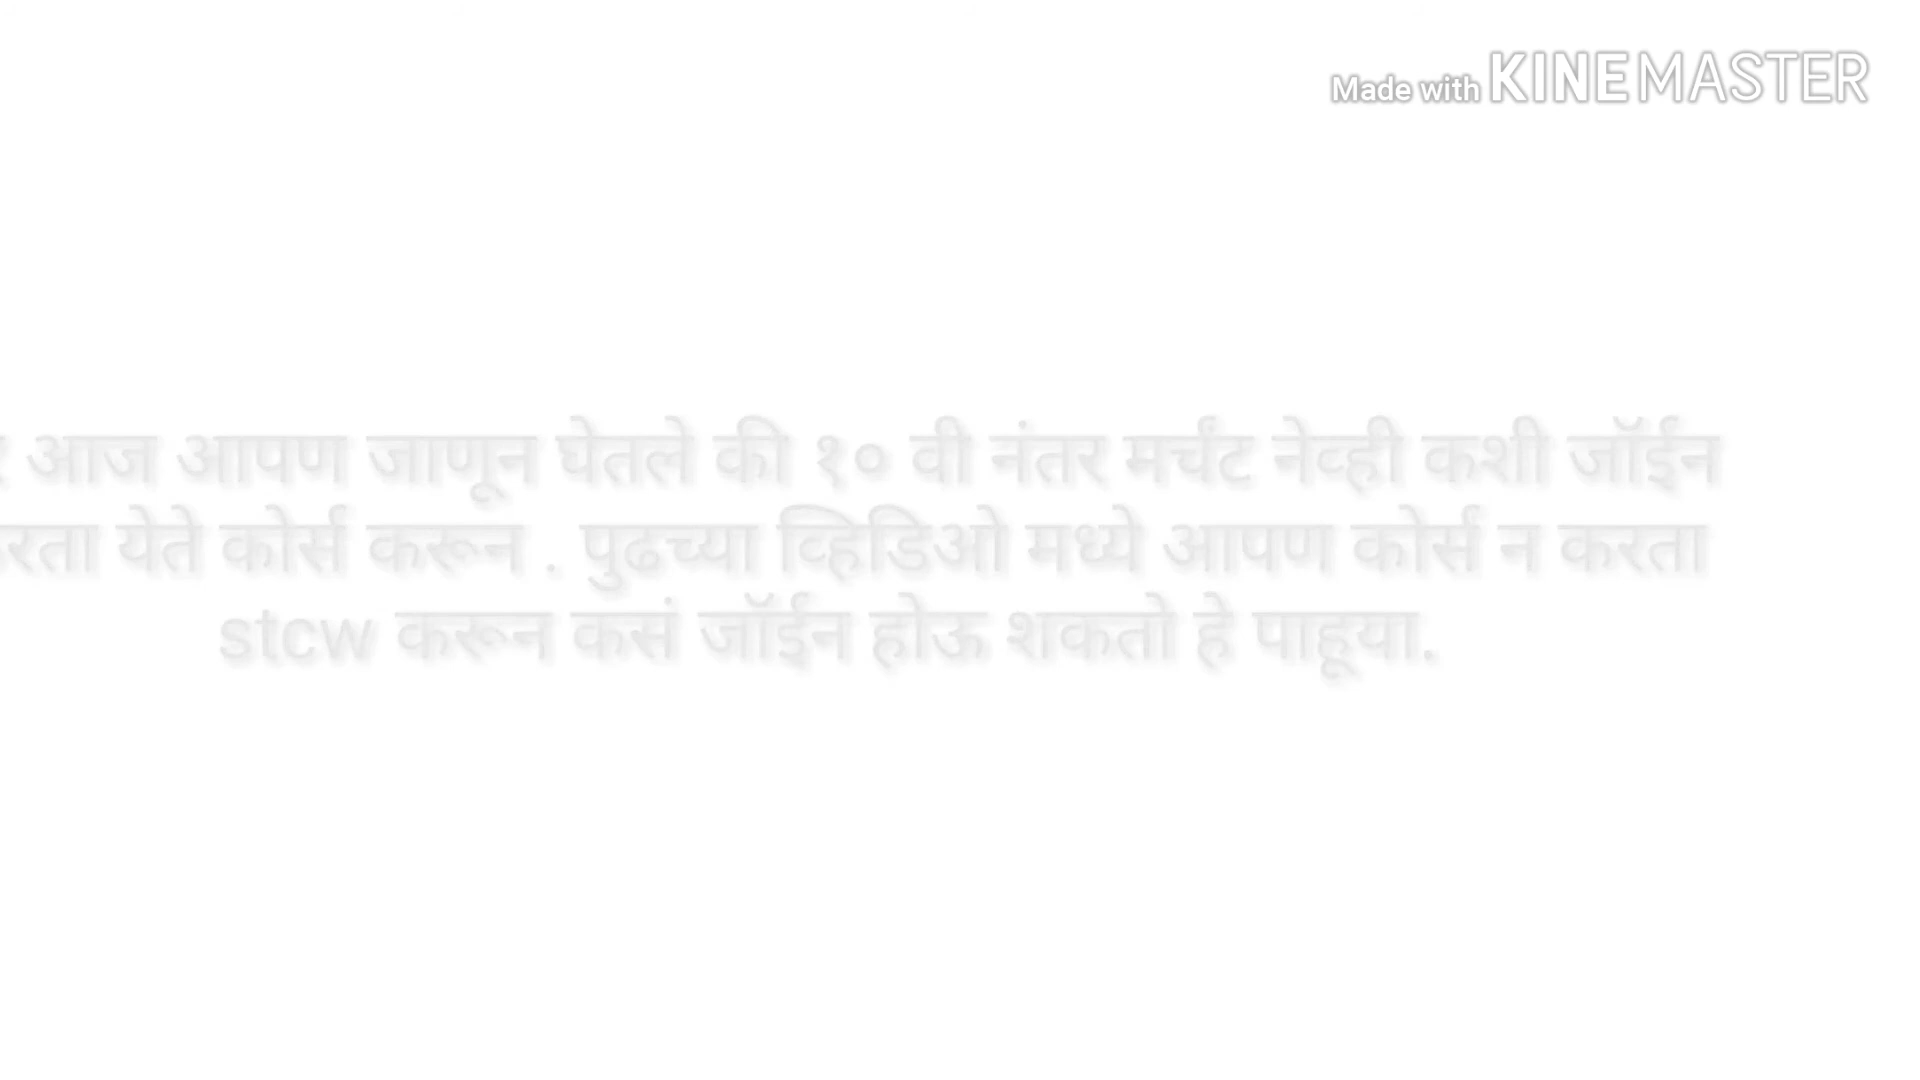 Made with KINEMASTER
आज आपण जाणून घेतले की १० वी नंतर मर्चंट नेव्ही कशी जॉईन
येते कोर्स करून . पुढच्या व्हिडिओ मध्ये आपण कोर्स न करता
stcw करून कसं जॉईन होऊ शकतो हे पाहूया.